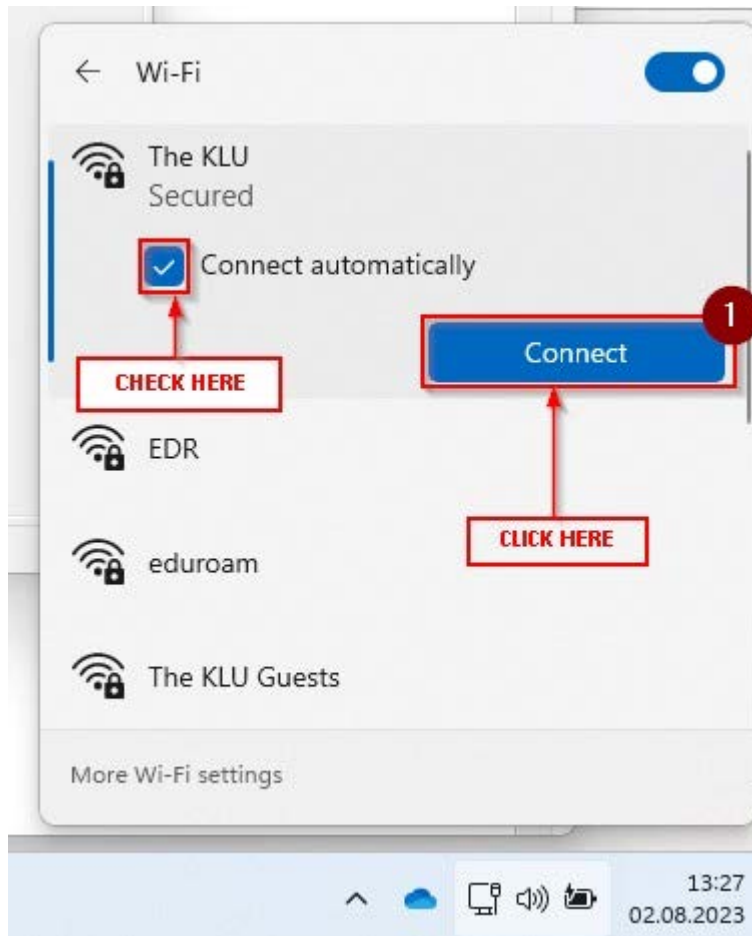 Wi-Fi
The KLU
Secured
Connect automatically
1
Connect
CHECK HERE
EDR
CLICK HERE
eduroam
The KLU Guests
More Wi-Fi settings
13:27
02.08.2023